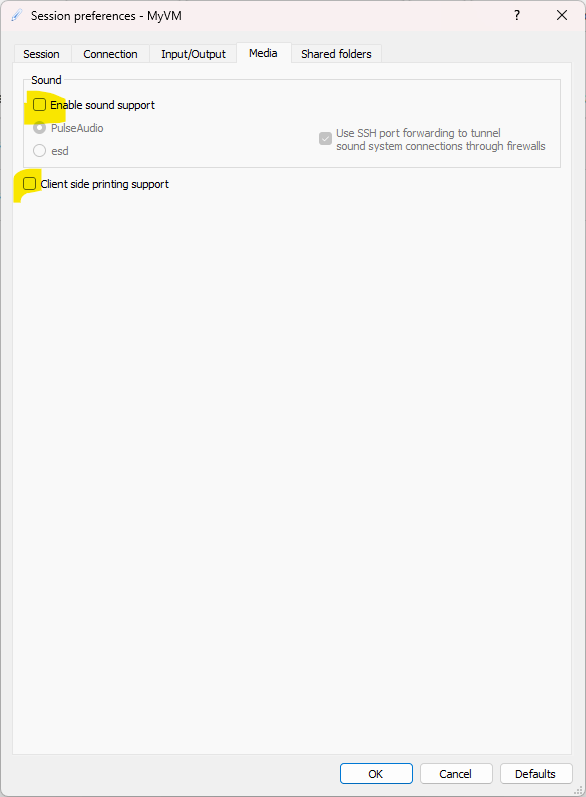 Session preferences - MyVM
?
Session
Connection
Input/Output
Media
Shared folders
Sound
Enable sound support
PulseAudio
esd
Use SSH port forwarding to tunnel
sound system connections through firewalls
Client side printing support
OK
Cancel
Defaults